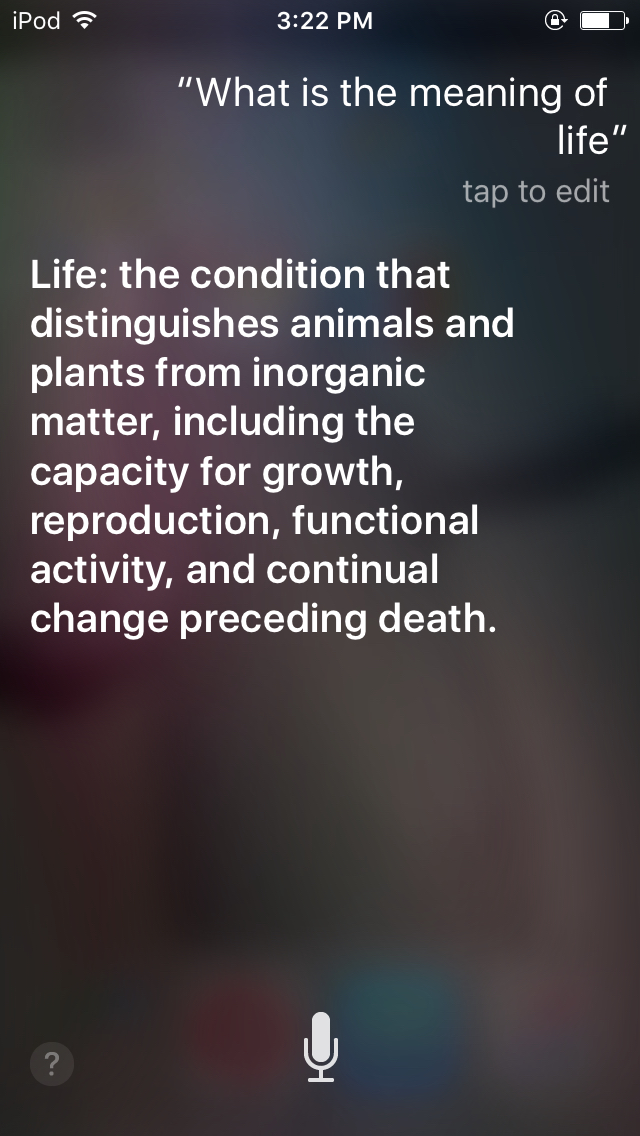 iPod 3:22 PM
"What is the meaning of
life"
tap to edit
Life: the condition that
distinguishes animals and
plants from inorganic
matter, including the
capacity for growth,
reproduction, functional
activity, and continual
change preceding death.
?